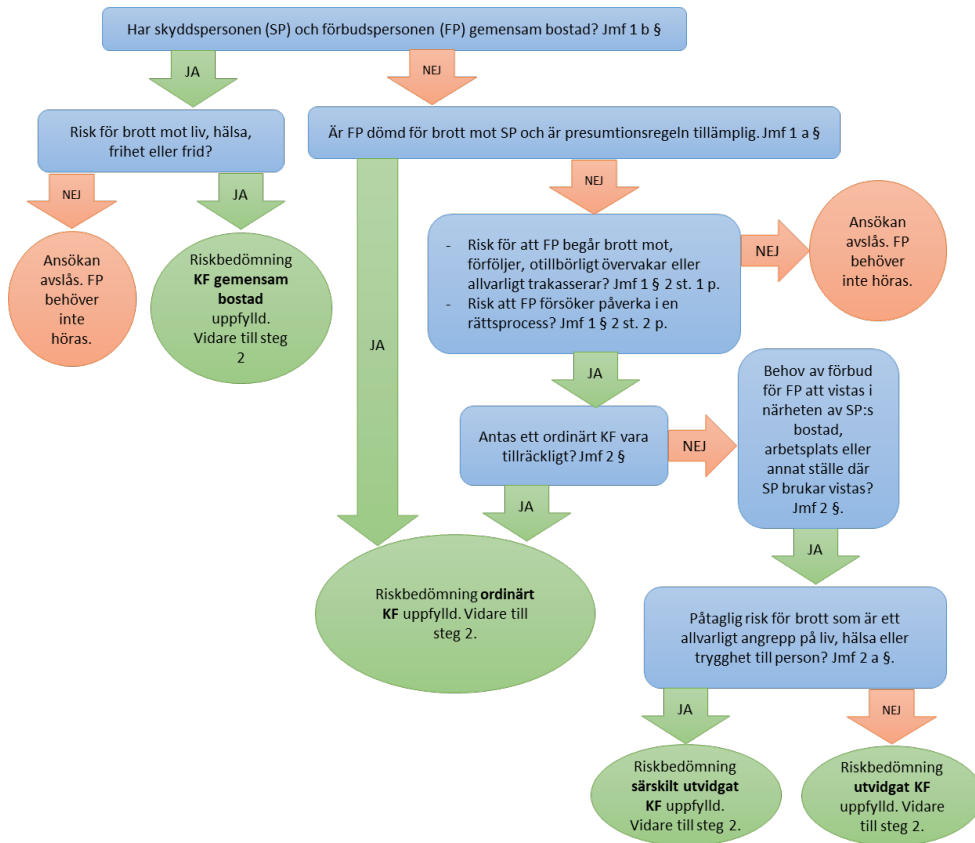 Har skyddspersonen (SP) och förbudspersonen (FP) gemensam bostad? Jmf 1 b §
JA
NEJ
Risk för brott mot liv, hälsa,
frihet eller frid?
Är FP dömd för brott mot SP och är presumtionsregeln tillämplig. Jmf 1 a §
NEJ
JA
JA
NEJ
Ansökan
avslås. FP
behöver
inte
höras.
Riskbedömning
KF gemensam
bostad
uppfylld.
Vidare till steg
2
- Risk för att FP begår brott mot,
förföljer, otillbörligt övervakar eller
allvarligt trakasserar? Jmf 1 § 2 st. 1 p.
- Risk att FP försöker påverka i en
rättsprocess? Jmf 1 § 2 st. 2 p.
NEJ
Ansökan
avslås. FP
behöver
inte höras.
JA
Antas ett ordinärt KF vara
tillräckligt? Jmf 2 §
NEJ
Behov av förbud
för FP att vistas i
närheten av SP:s
bostad,
arbetsplats eller
annat ställe där
SP brukar vistas?
Jmf 2 §.
JA
JA
Riskbedömning ordinärt
KF uppfylld. Vidare till
steg 2.
Påtaglig risk för brott som är ett
allvarligt angrepp på liv, hälsa eller
trygghet till person? Jmf 2 a §.
JA
NEJ
Riskbedömning
särskilt utvidgat
KF uppfylld.
Vidare till steg 2.
Riskbedömning
utvidgat KF
uppfylld. Vidare
till steg 2.